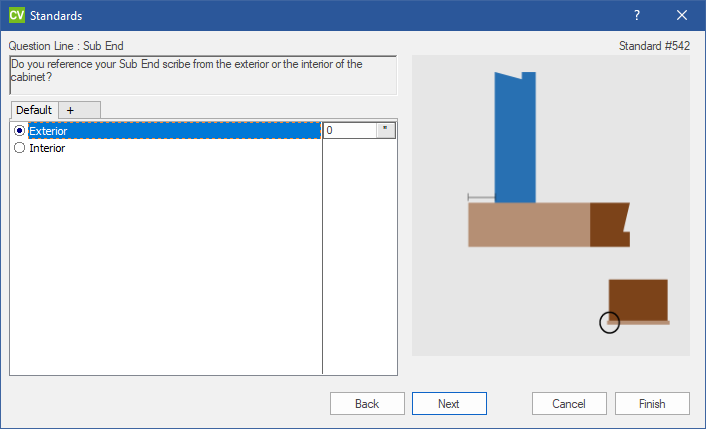 CV Standards ?
Question Line : Sub End
Standard #542
Do you reference your Sub End scribe from the exterior or the interior of the
cabinet?
Default +
Exterior 0 "
Interior
Back Next Cancel Finish